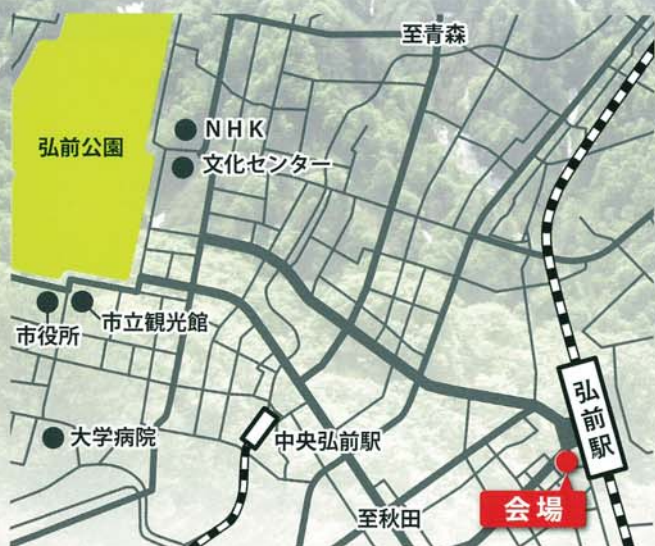 至青森
NHK
弘前公園
文化センター
市立観光館
市役所
弘前駅
大学病院
中央弘前駅
会場
至秋田